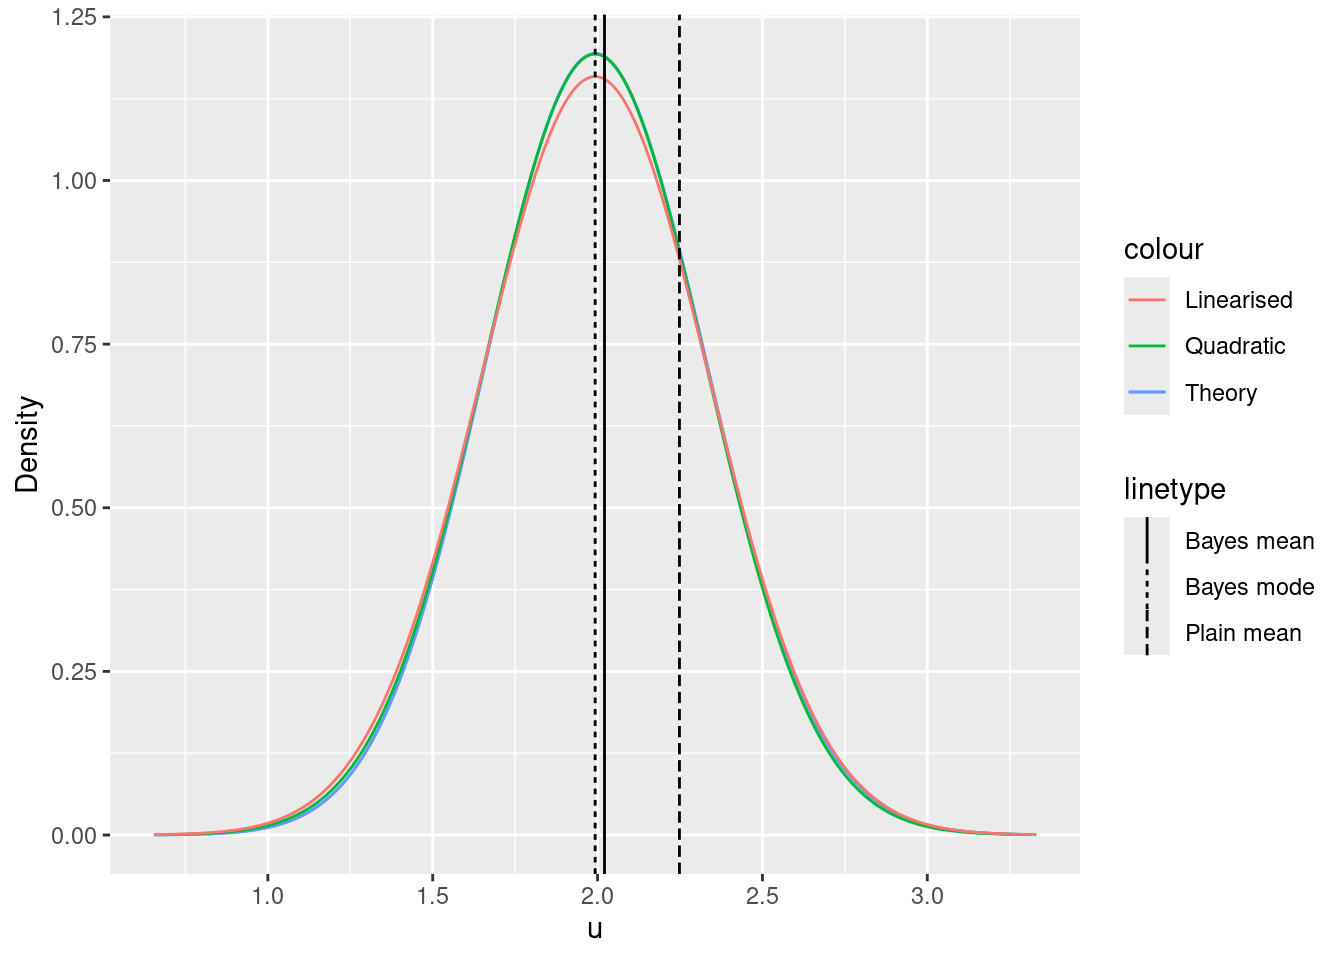 1.25
1.00
0.75
0.50
0.25
0.00
Density
1.0
1.5
2.0
2.5
3.0
u
colour
Linearised
Quadratic
Theory
linetype
Bayes mean
Bayes mode
Plain mean